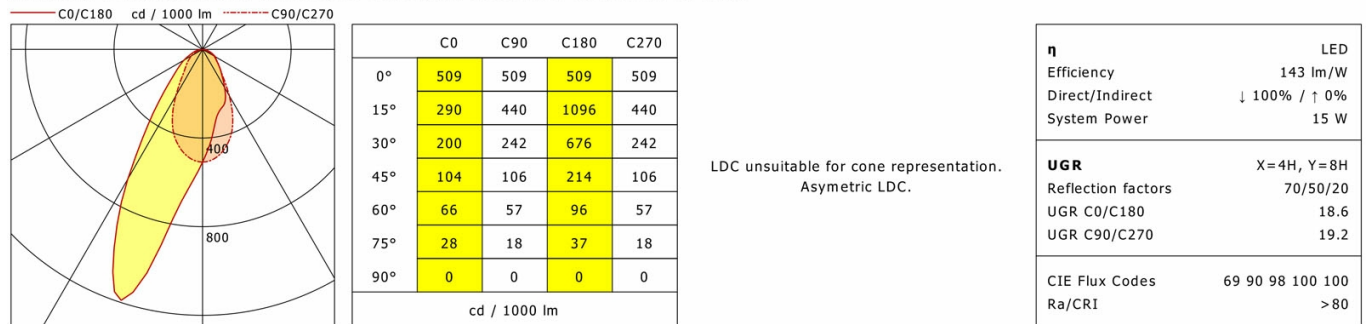 C0/C180 cd / 1000 lm C90/C270
400
800
C0 C90 C180 C270
0° 509 509 509 509
15° 290 440 1096 440
30° 200 242 676 242
45° 104 106 214 106
60° 66 57 96 57
75° 28 18 37 18
90° 0 0 0 0
cd / 1000 lm
LDC unsuitable for cone representation.
Asymetric LDC.
η LED
Efficiency 143 lm/W
Direct/Indirect ↓ 100% / ↑ 0%
System Power 15 W
UGR X=4H, Y=8H
Reflection factors 70/50/20
UGR C0/C180 18.6
UGR C90/C270 19.2
CIE Flux Codes 69 90 98 100 100
Ra/CRI >80